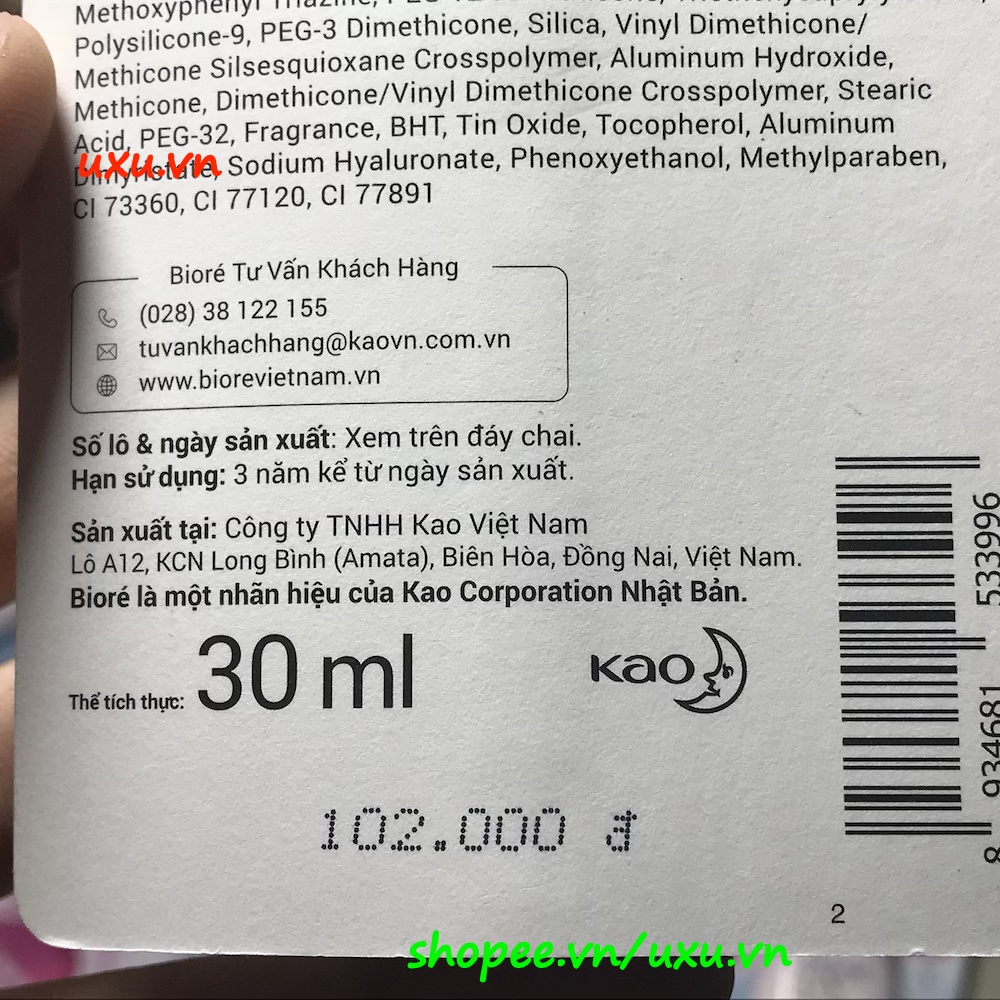 Methoxyphenyl Triazine,
Polysilicone-9, PEG-3 Dimethicone, Silica, Vinyl Dimethicone/
Methicone Silsesquioxane Crosspolymer, Aluminum Hydroxide,
Methicone, Dimethicone/Vinyl Dimethicone Crosspolymer, Stearic
Acid, PEG-32, Fragrance, BHT, Tin Oxide, Tocopherol, Aluminum
uxu.vn
Dimyristate, Sodium Hyaluronate, Phenoxyethanol, Methylparaben,
CI 73360, CI 77120, CI 77891
Bioré Tư Vấn Khách Hàng
(028) 38 122 155
tuvankhachhang@kaovn.com.vn
www.biorevietnam.vn
Số lô & ngày sản xuất: Xem trên đáy chai.
Hạn sử dụng: 3 năm kể từ ngày sản xuất.
Sản xuất tại: Công ty TNHH Kao Việt Nam
Lô A12, KCN Long Bình (Amata), Biên Hòa, Đồng Nai, Việt Nam.
Bioré là một nhãn hiệu của Kao Corporation Nhật Bản.
Thể tích thực: 30 ml
Kao
8 934681 533996
102.000 đ
2
shopee.vn/uxu.vn